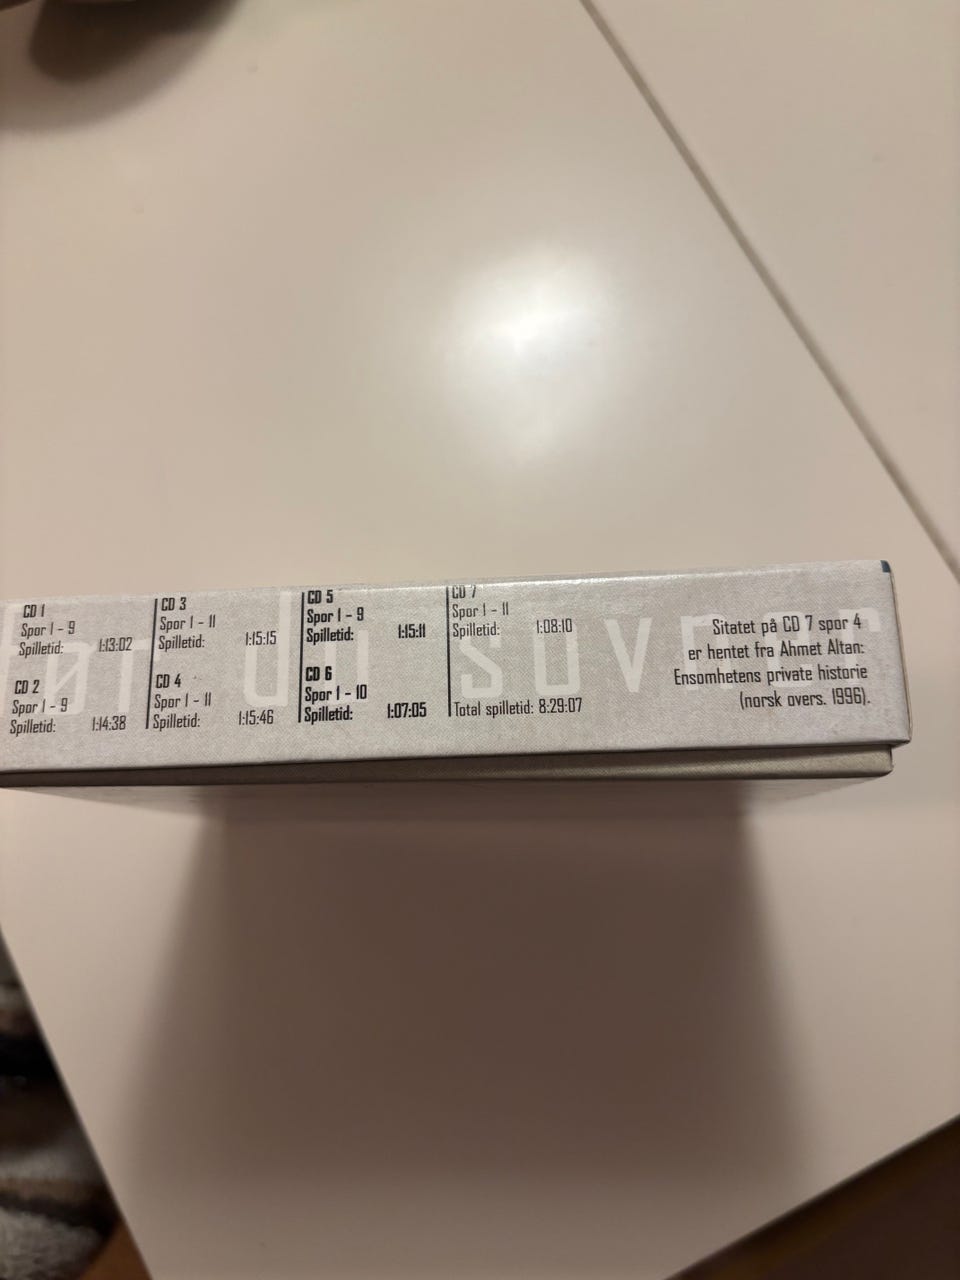 før du sovner
CD 1
Spor 1 - 9
Spilletid: 1:13:02
CD 2
Spor 1 - 9
Spilletid: 1:14:38
CD 3
Spor 1 - 11
Spilletid: 1:15:15
CD 4
Spor 1 - 11
Spilletid: 1:15:46
CD 5
Spor 1 - 9
Spilletid: 1:15:11
CD 6
Spor 1 - 10
Spilletid: 1:07:05
CD 7
Spor 1 - 11
Spilletid: 1:08:10
Total spilletid: 8:29:07
Sitatet på CD 7 spor 4
er hentet fra Ahmet Altan:
Ensomhetens private historie
(norsk overs. 1996).